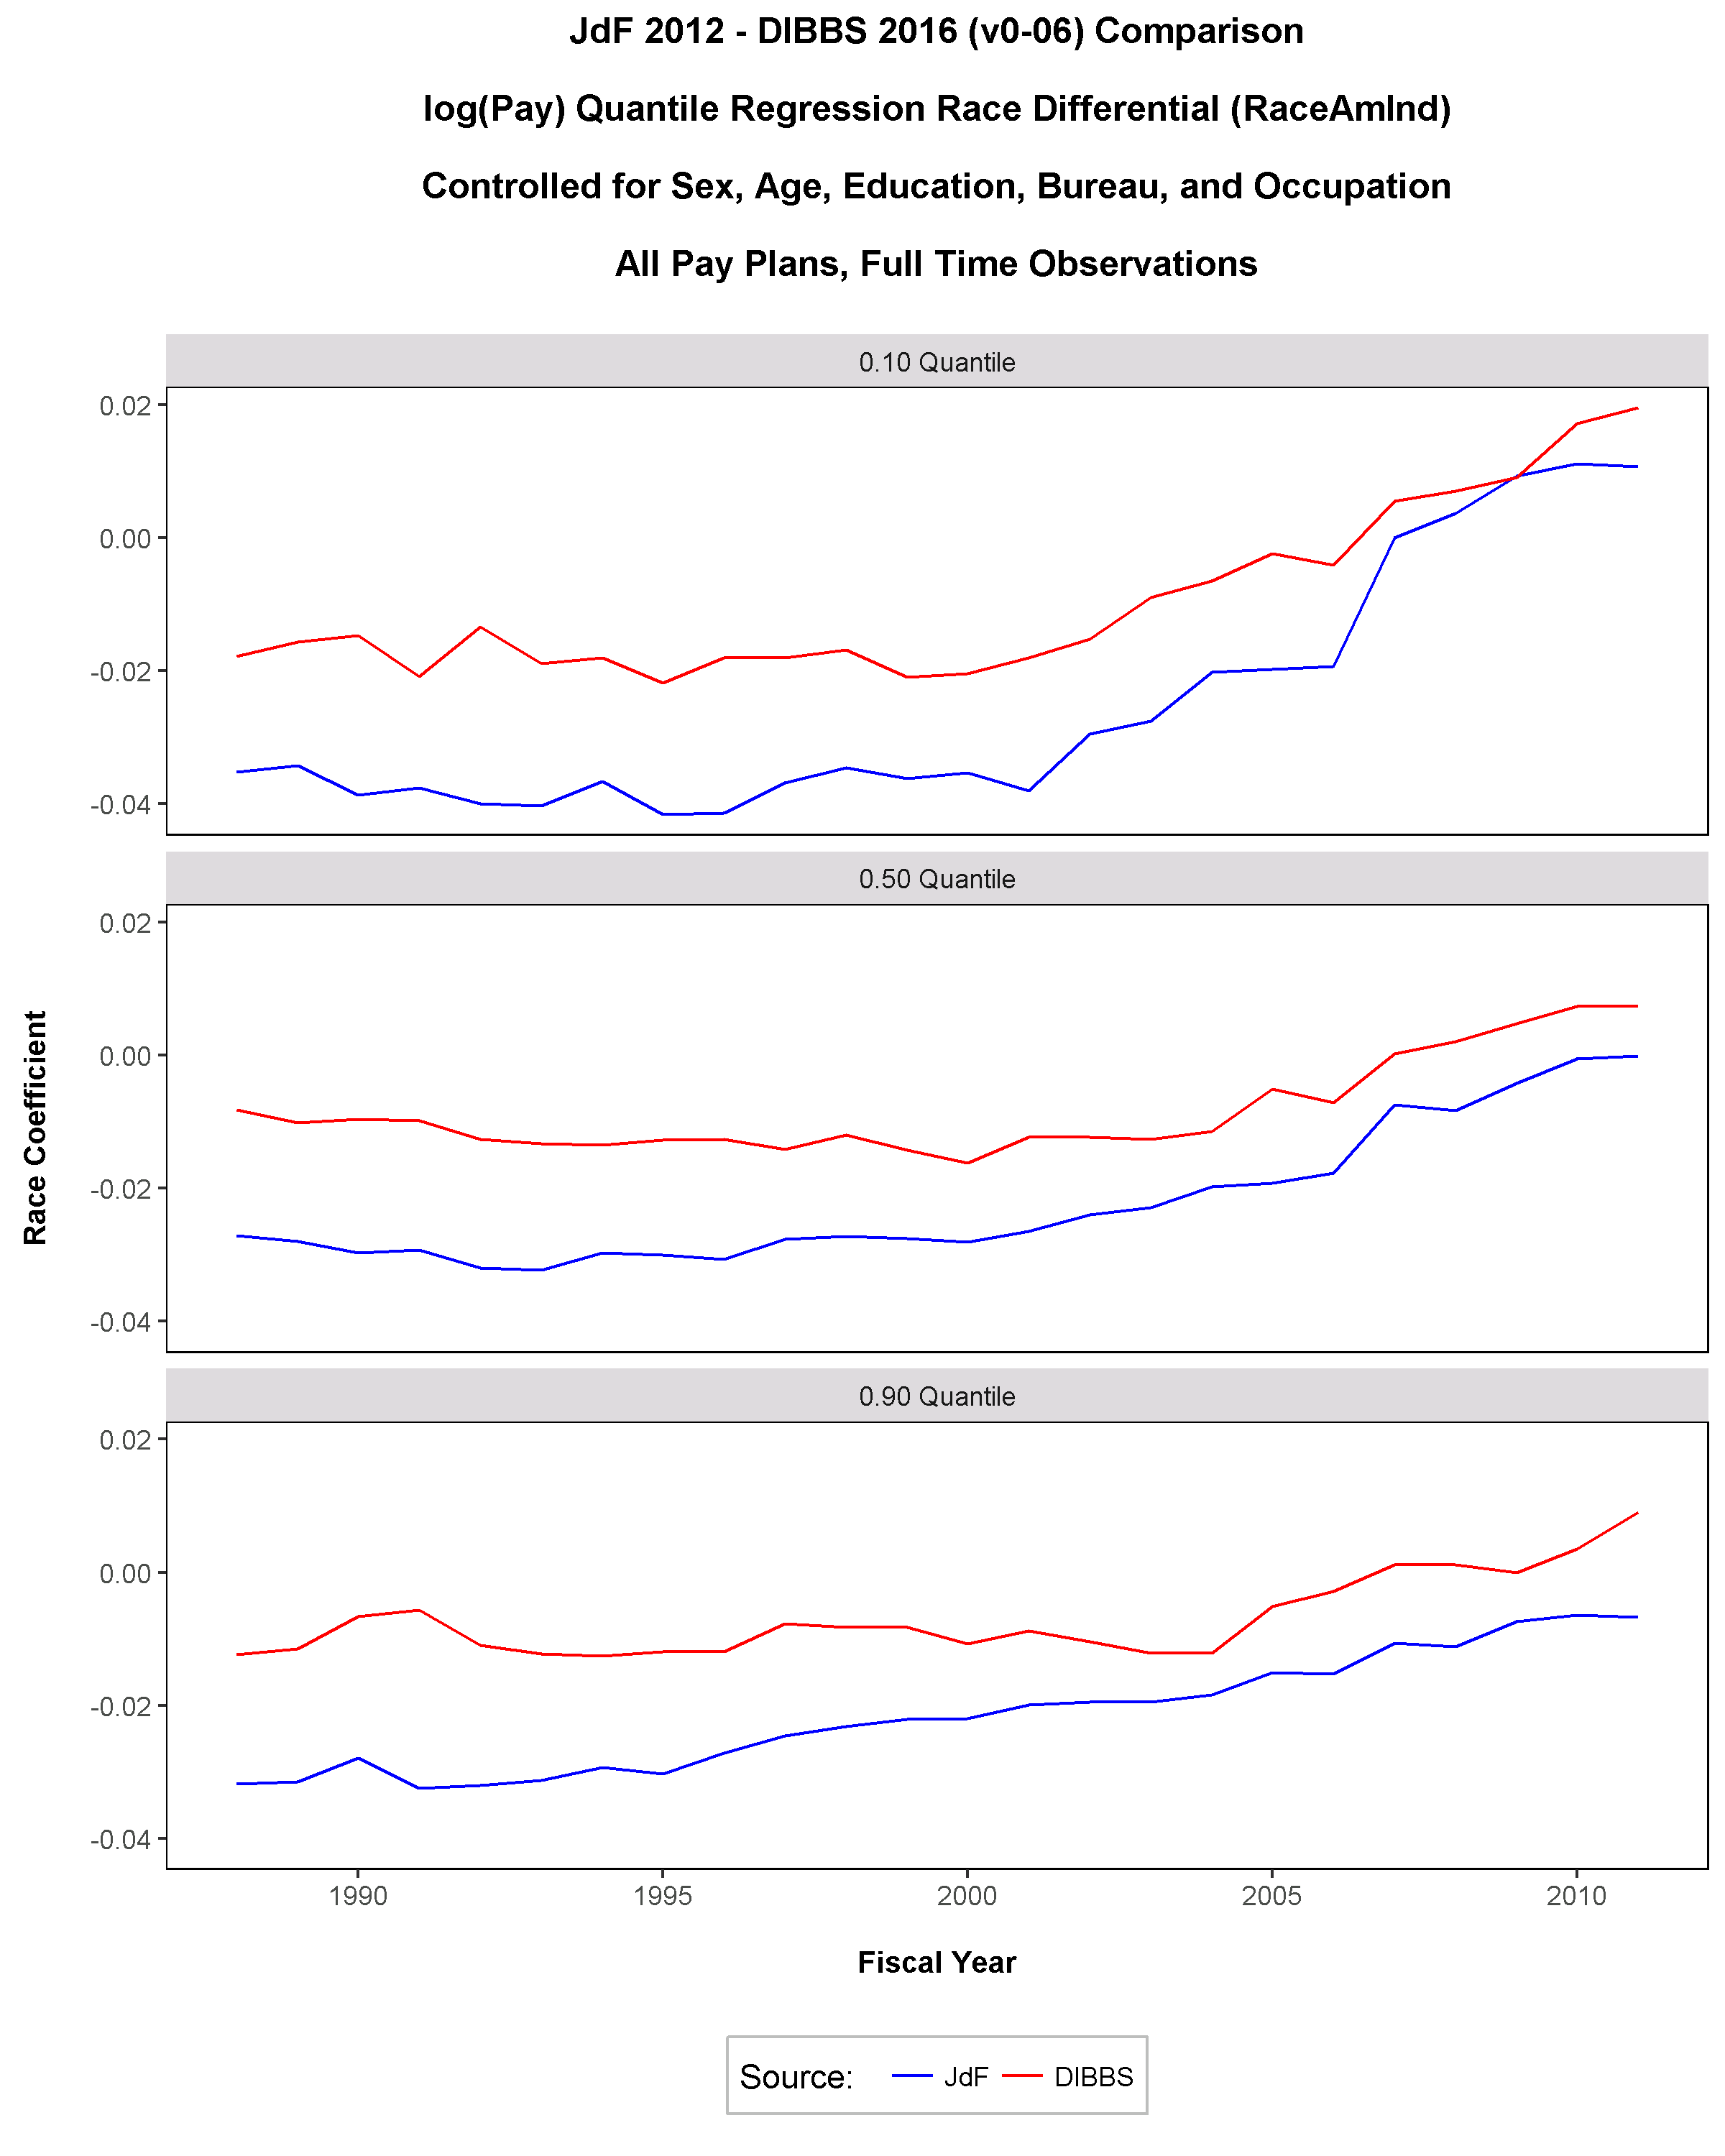 JdF 2012 - DIBBS 2016 (v0-06) Comparison
log(Pay) Quantile Regression Race Differential (RaceAmInd)
Controlled for Sex, Age, Education, Bureau, and Occupation
All Pay Plans, Full Time Observations
0.10 Quantile
0.02
0.00
-0.02
-0.04
0.50 Quantile
0.02
0.00
-0.02
-0.04
0.90 Quantile
0.02
0.00
-0.02
-0.04
Race Coefficient
1990 1995 2000 2005 2010
Fiscal Year
Source: JdF DIBBS